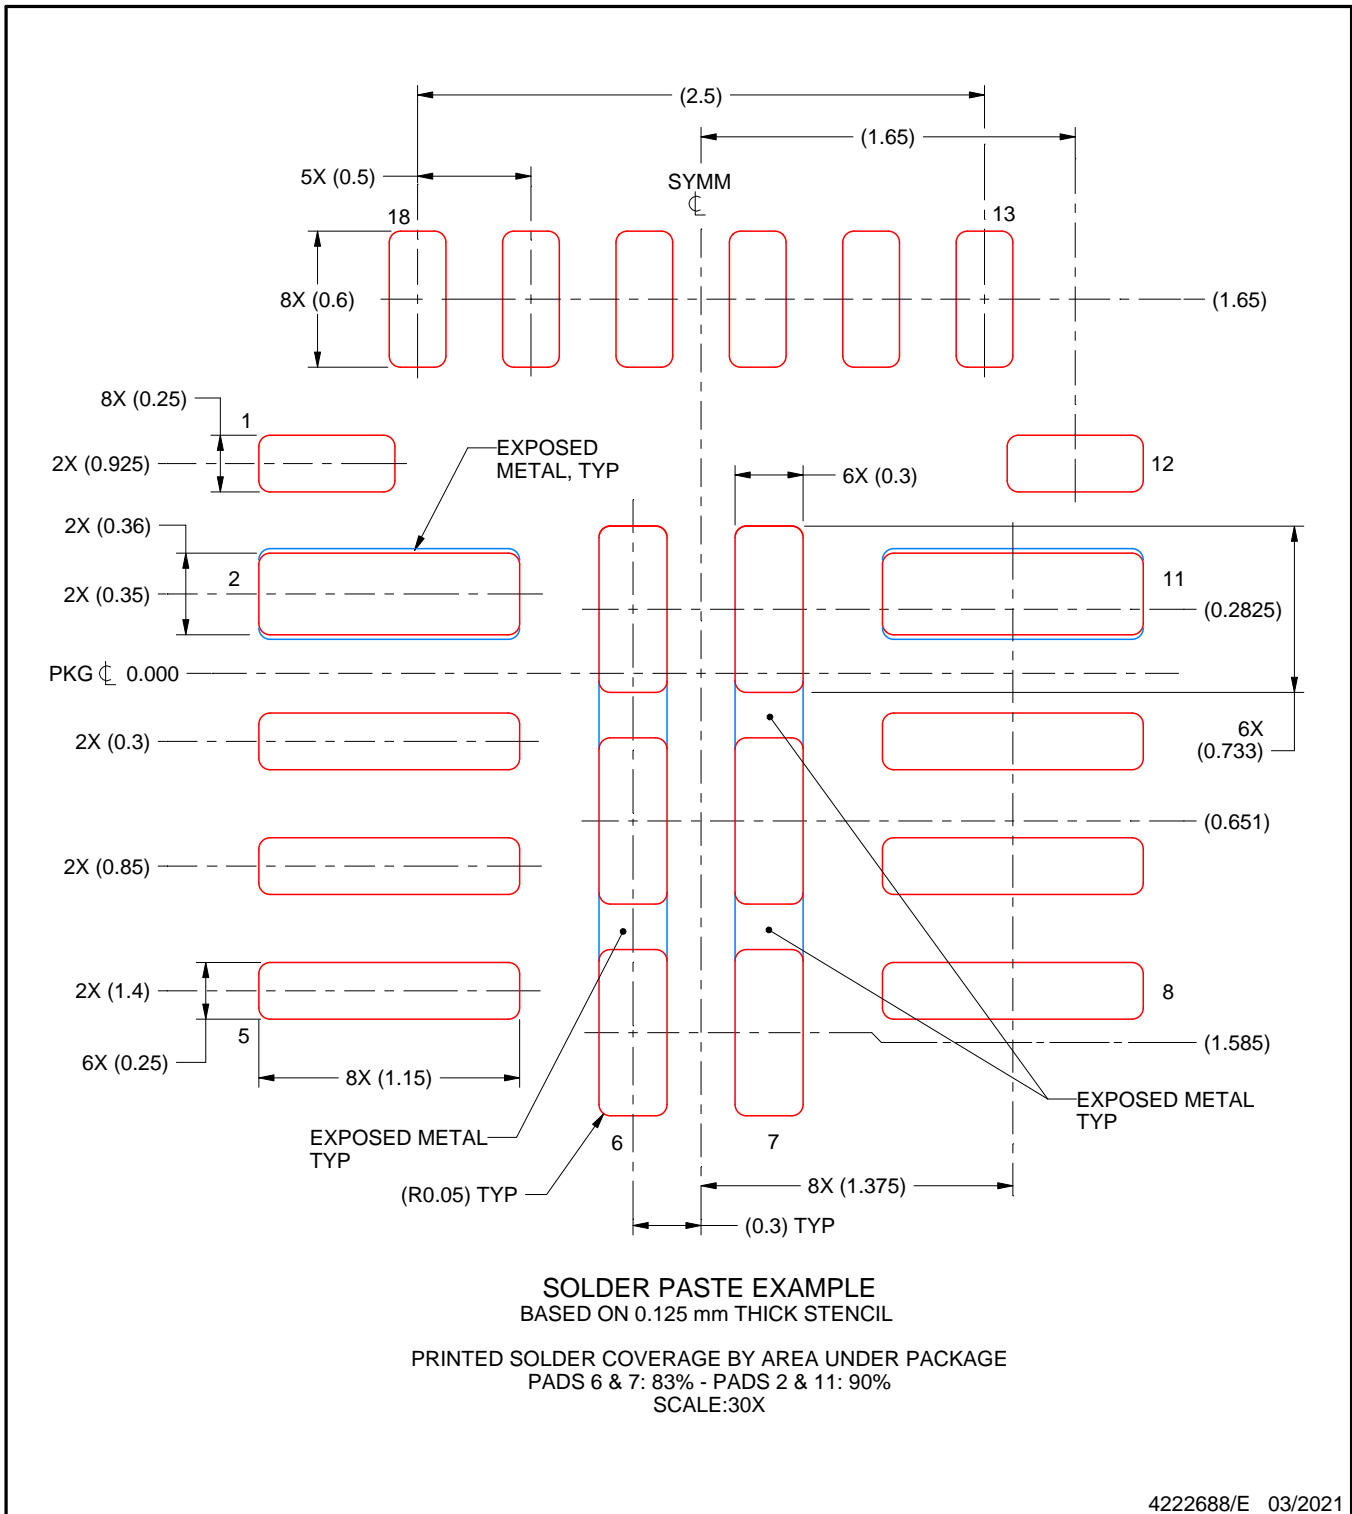 (2.5)
(1.65)
5X (0.5)
SYMM
℄
18
13
8X (0.6)
(1.65)
8X (0.25)
1
EXPOSED
METAL, TYP
2X (0.925)
12
6X (0.3)
2X (0.36)
2
11
2X (0.35)
(0.2825)
PKG ℄ 0.000
2X (0.3)
6X
(0.733)
(0.651)
2X (0.85)
2X (1.4)
8
5
(1.585)
6X (0.25)
8X (1.15)
EXPOSED METAL
TYP
EXPOSED METAL
TYP
6
7
(R0.05) TYP
8X (1.375)
(0.3) TYP
SOLDER PASTE EXAMPLE
BASED ON 0.125 mm THICK STENCIL
PRINTED SOLDER COVERAGE BY AREA UNDER PACKAGE
PADS 6 & 7: 83% - PADS 2 & 11: 90%
SCALE:30X
4222688/E 03/2021